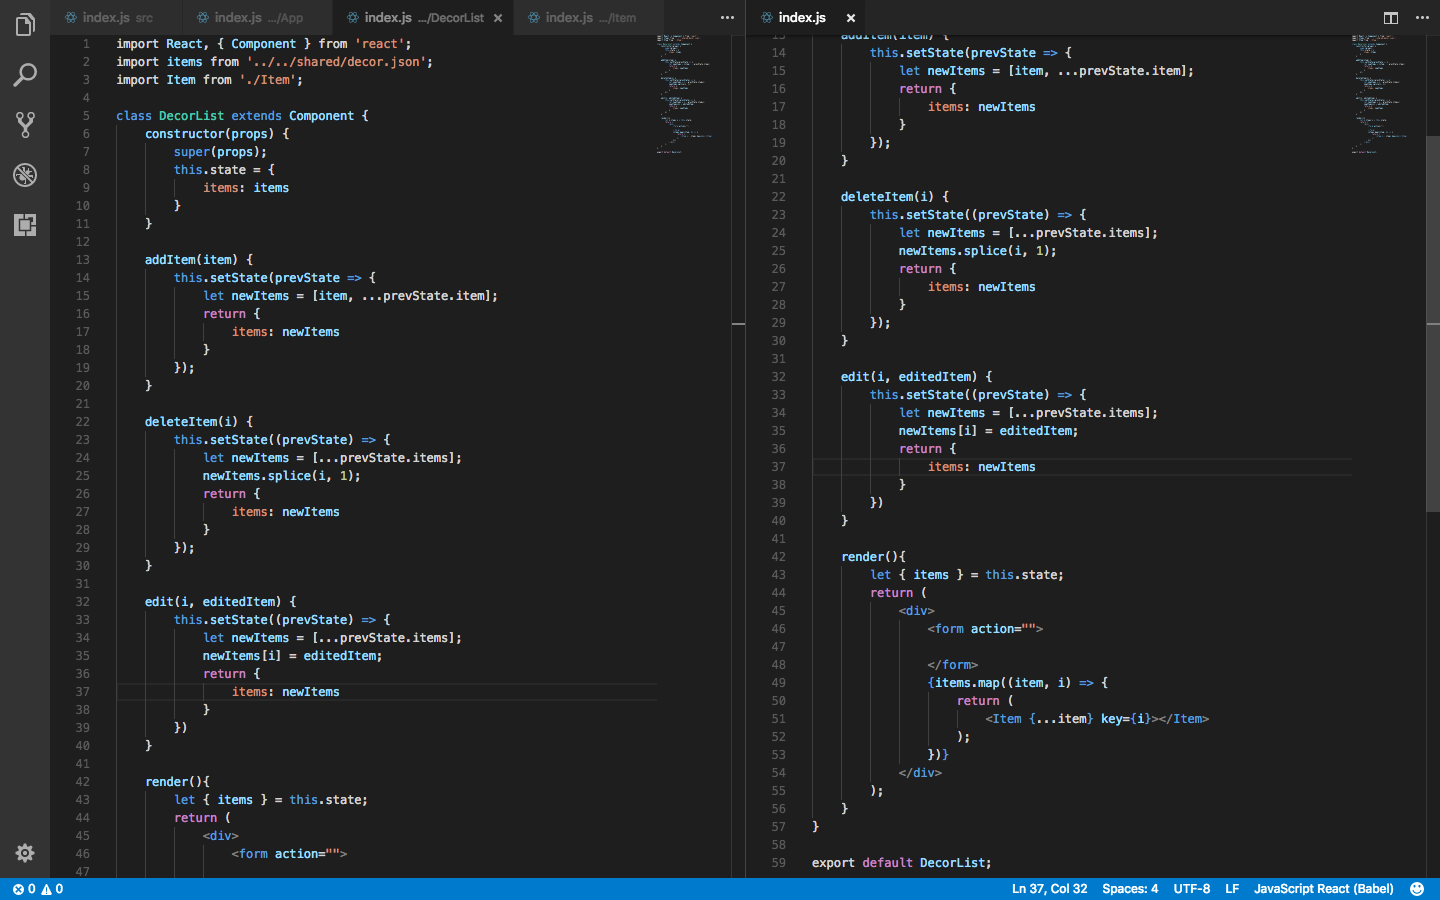 index.js src
index.js .../App
index.js .../DecorList
index.js .../Item
1 import React, { Component } from 'react';
2 import items from '../../shared/decor.json';
3 import Item from './Item';
4
5 class DecorList extends Component {
6 constructor(props) {
7 super(props);
8 this.state = {
9 items: items
10 }
11 }
12
13 addItem(item) {
14 this.setState(prevState => {
15 let newItems = [item, ...prevState.item];
16 return {
17 items: newItems
18 }
19 });
20 }
21
22 deleteItem(i) {
23 this.setState((prevState) => {
24 let newItems = [...prevState.items];
25 newItems.splice(i, 1);
26 return {
27 items: newItems
28 }
29 });
30 }
31
32 edit(i, editedItem) {
33 this.setState((prevState) => {
34 let newItems = [...prevState.items];
35 newItems[i] = editedItem;
36 return {
37 items: newItems
38 }
39 })
40 }
41
42 render(){
43 let { items } = this.state;
44 return (
45 <div>
46 <form action="">
47
index.js
13 addItem(item) {
14 this.setState(prevState => {
15 let newItems = [item, ...prevState.item];
16 return {
17 items: newItems
18 }
19 });
20 }
21
22 deleteItem(i) {
23 this.setState((prevState) => {
24 let newItems = [...prevState.items];
25 newItems.splice(i, 1);
26 return {
27 items: newItems
28 }
29 });
30 }
31
32 edit(i, editedItem) {
33 this.setState((prevState) => {
34 let newItems = [...prevState.items];
35 newItems[i] = editedItem;
36 return {
37 items: newItems
38 }
39 })
40 }
41
42 render(){
43 let { items } = this.state;
44 return (
45 <div>
46 <form action="">
47
48 </form>
49 {items.map((item, i) => {
50 return (
51 <Item {...item} key={i}></Item>
52 );
53 })}
54 </div>
55 );
56 }
57 }
58
59 export default DecorList;
0 0
Ln 37, Col 32 Spaces: 4 UTF-8 LF JavaScript React (Babel)